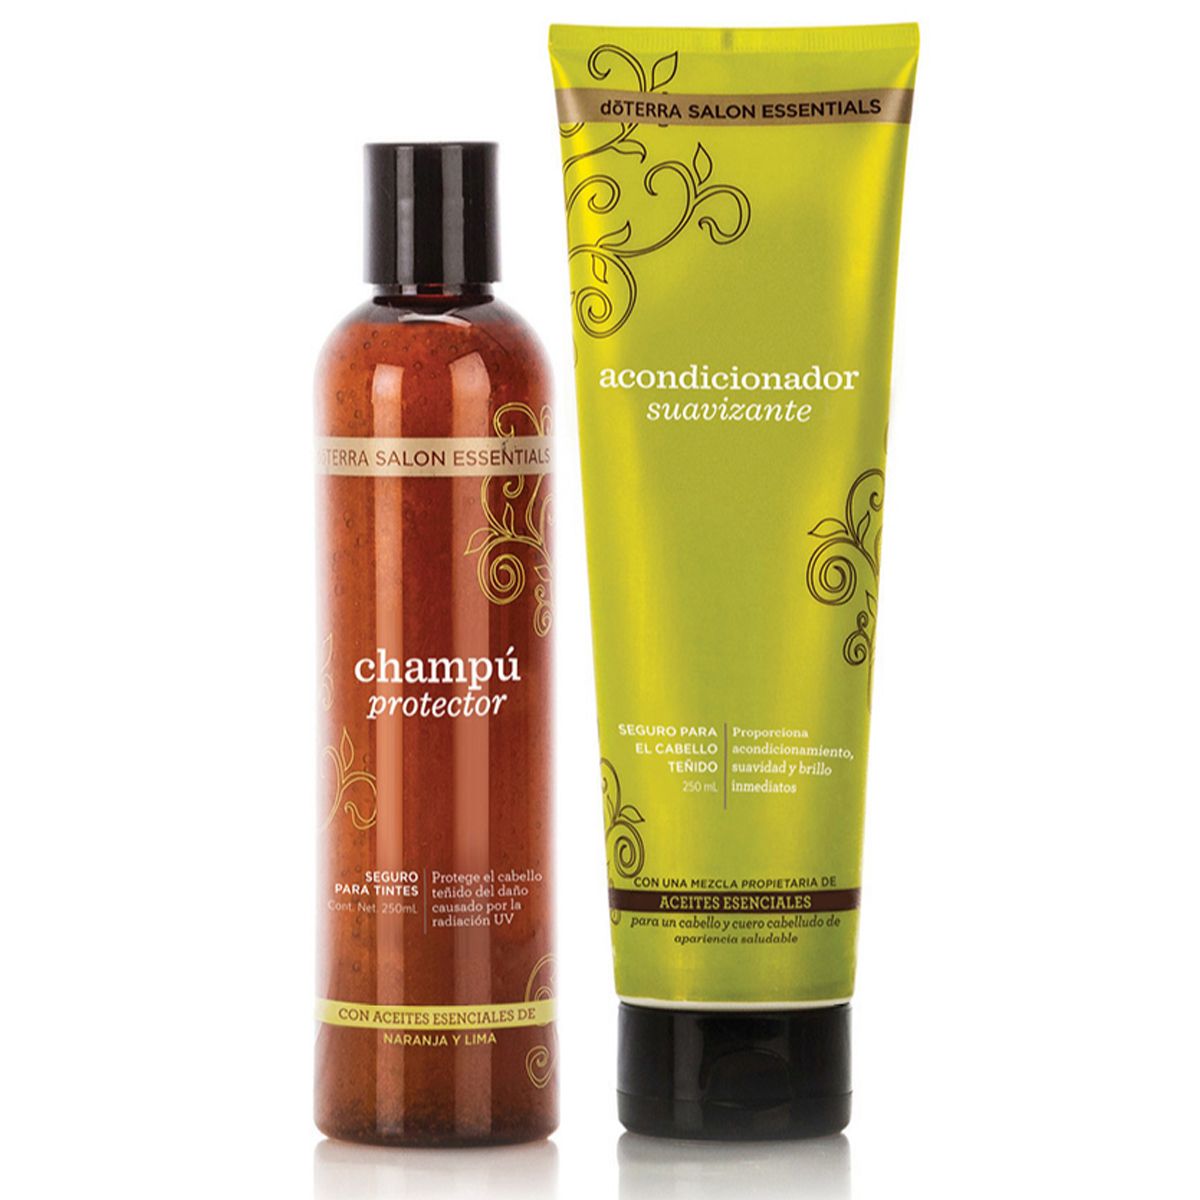 dōTERRA SALON ESSENTIALS
champú
protector
SEGURO
PARA TINTES
Cont. Net. 250mL
Protege el cabello
teñido del daño
causado por la
radiación UV
CON ACEITES ESENCIALES DE
NARANJA Y LIMA
dōTERRA SALON ESSENTIALS
acondicionador
suavizante
SEGURO PARA
EL CABELLO
TEÑIDO
250 mL
Proporciona
acondicionamiento,
suavidad y brillo
inmediatos
CON UNA MEZCLA PROPIETARIA DE
ACEITES ESENCIALES
para un cabello y cuero cabelludo de
apariencia saludable